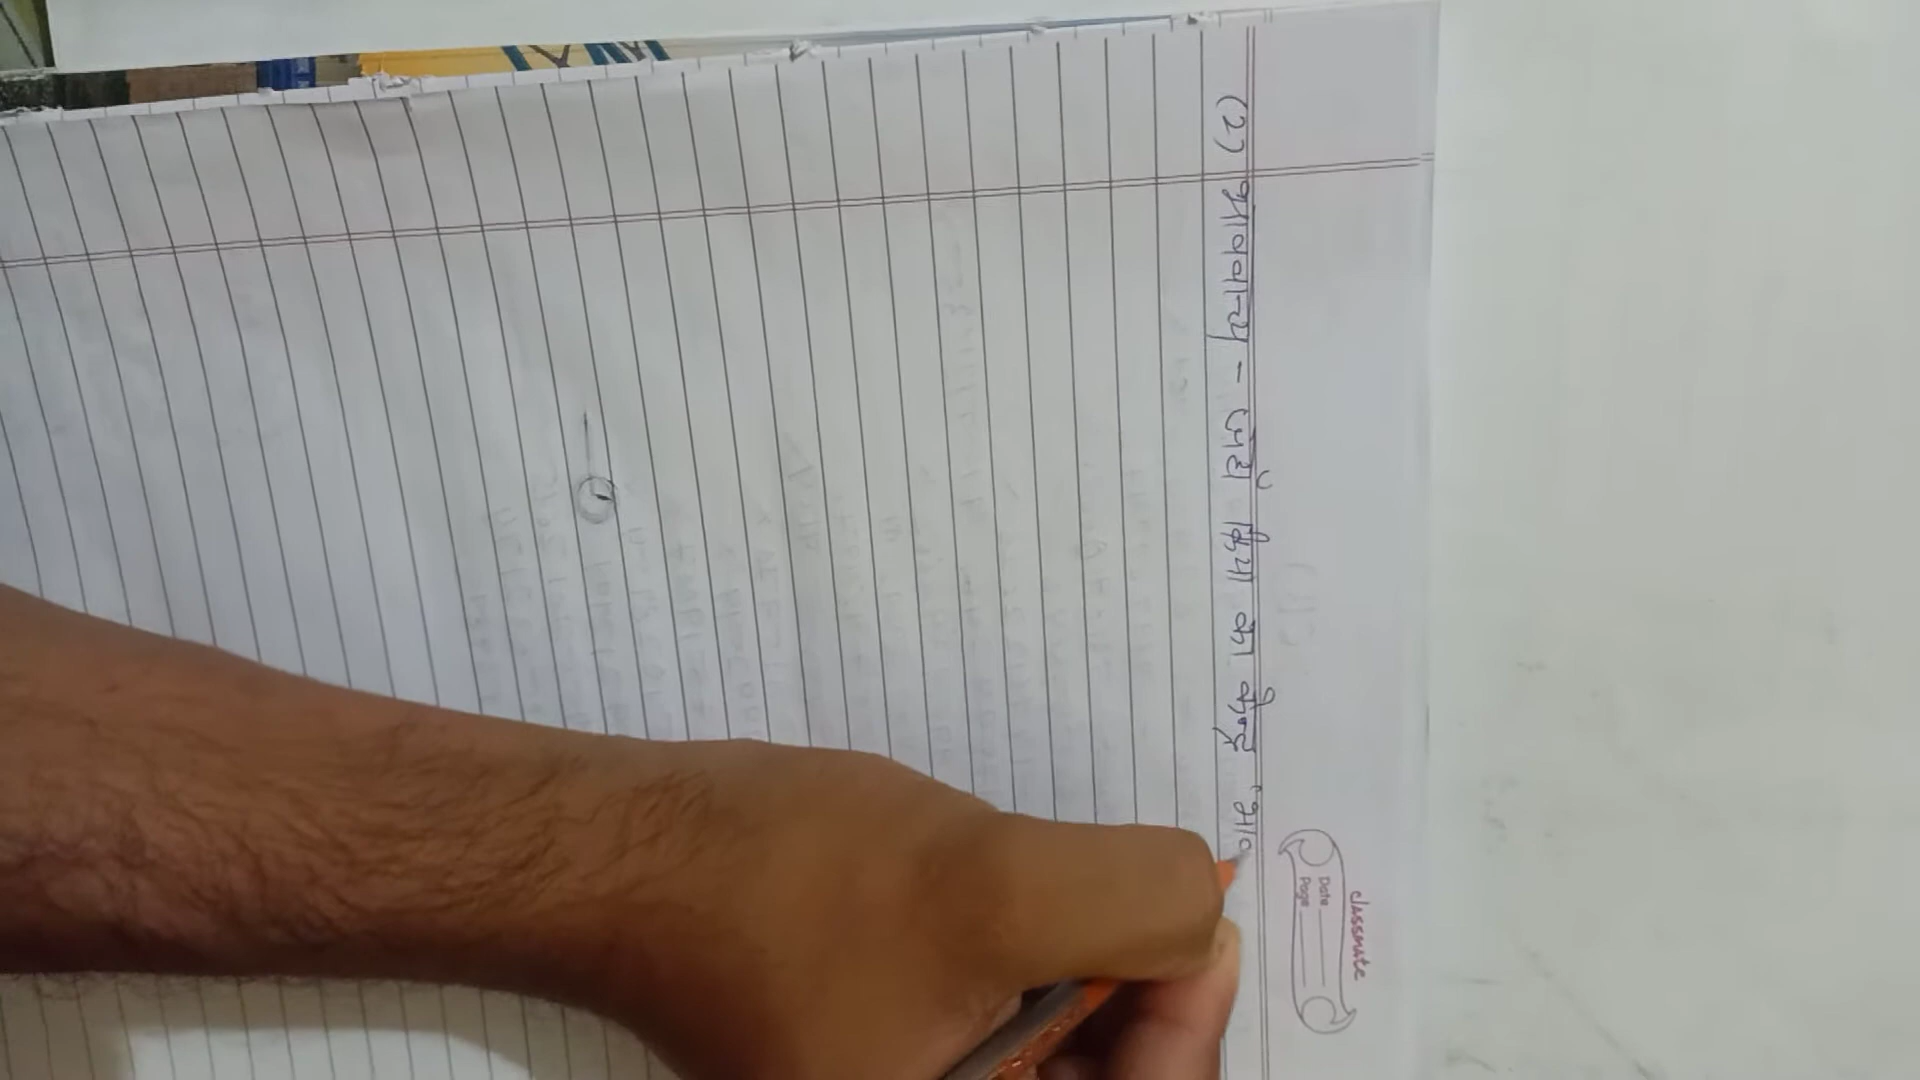 classmate
Date
Page
(2) भाववाच्य - जहाँ क्रिया का केन्द्र 'भाव